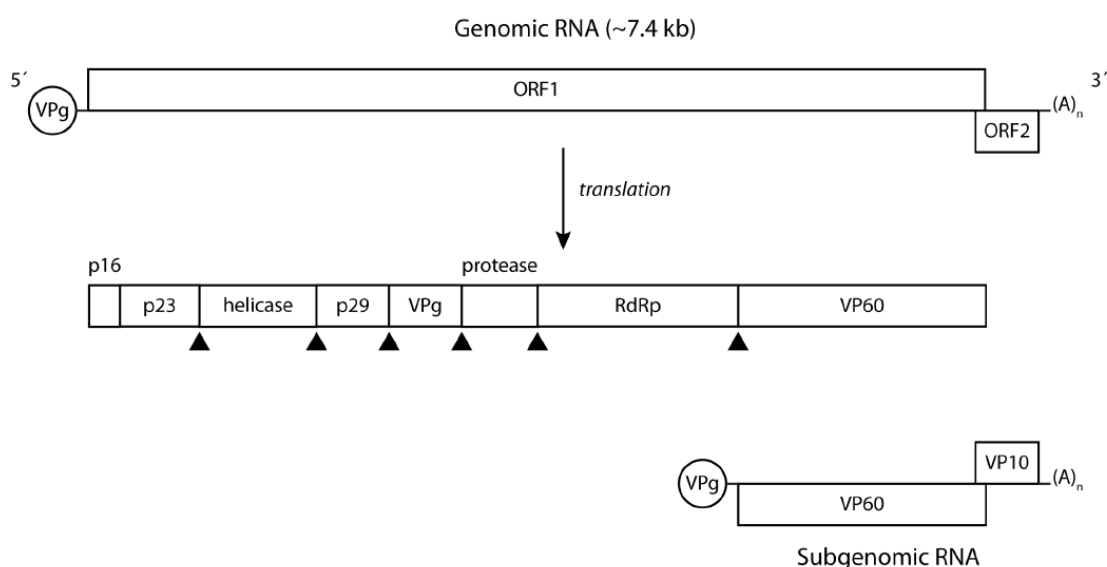 Genomic RNA (~7.4 kb)
5´ 3´
ORF1
VPg (A)n
ORF2
translation
p16 protease
p23 helicase p29 VPg RdRp VP60
VP10
VPg (A)n
VP60
Subgenomic RNA